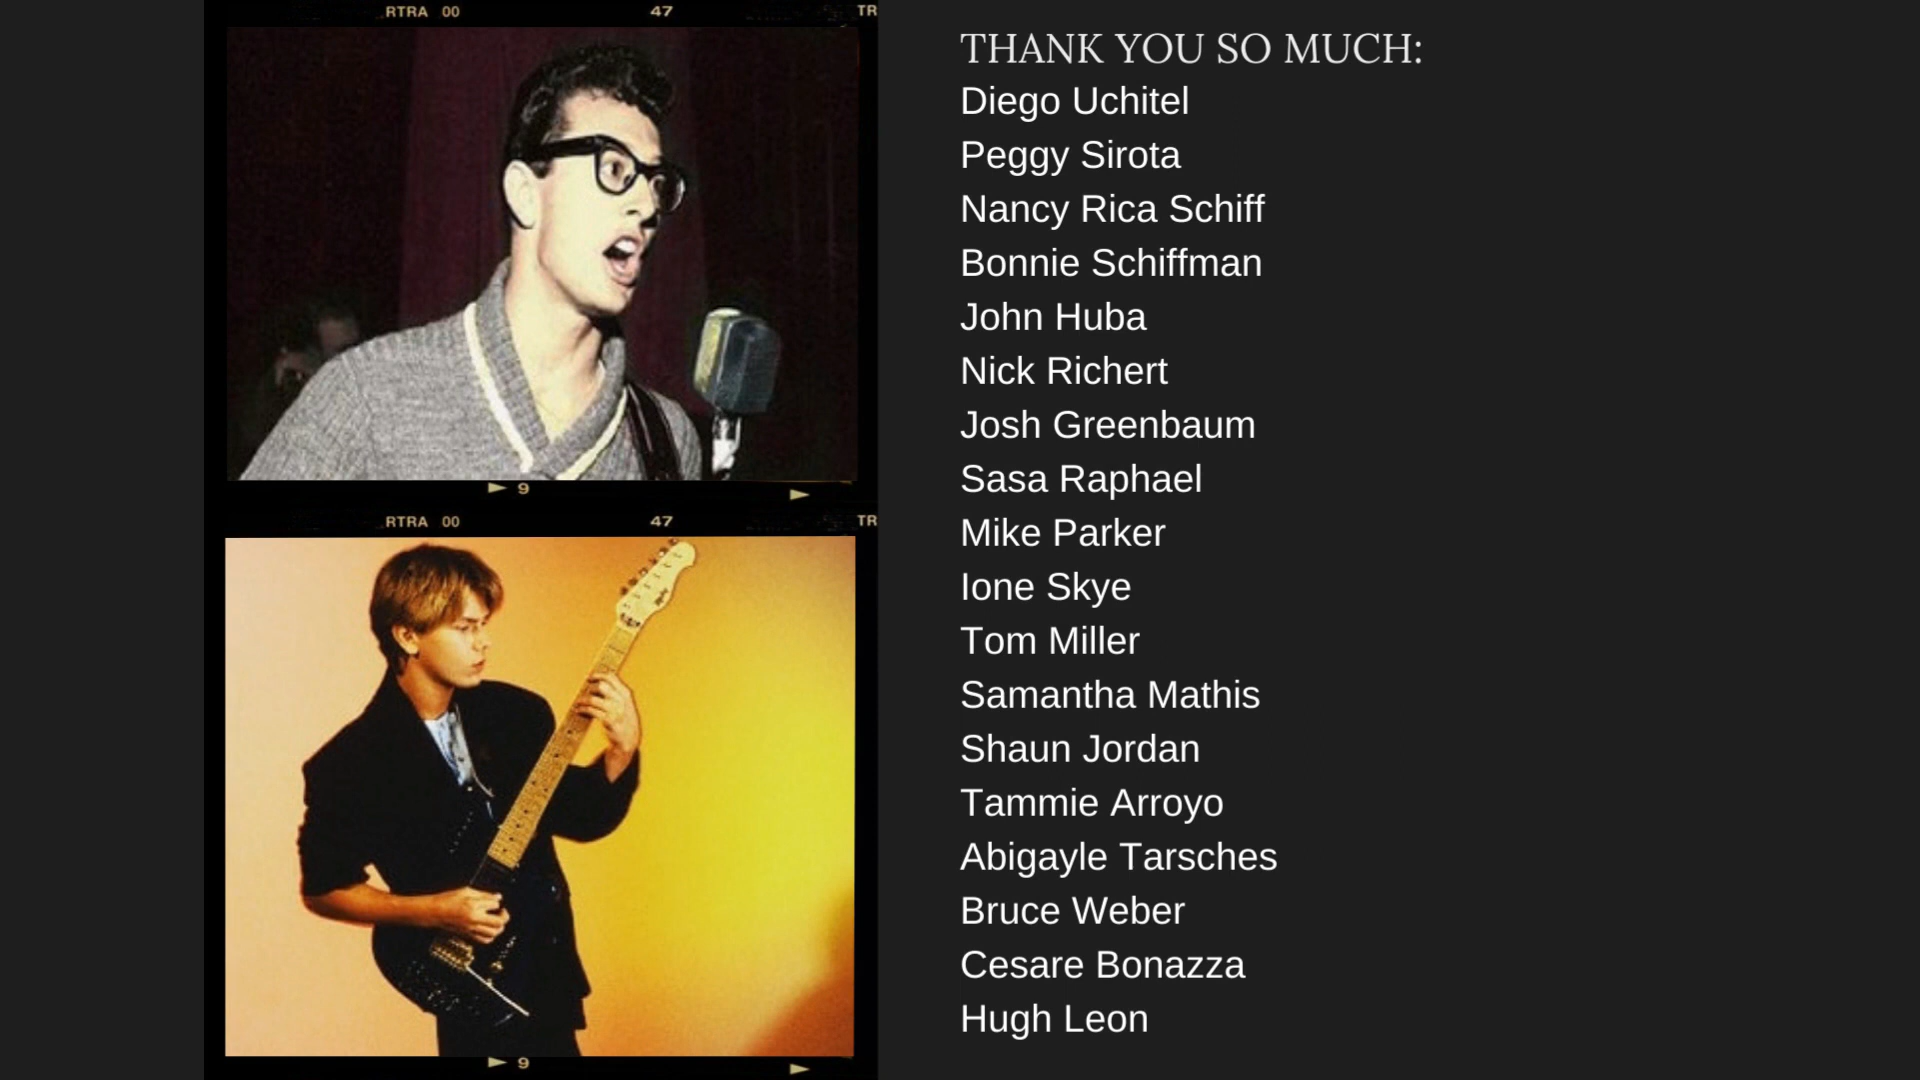 RTRA 00 47 TR
9
RTRA 00 47 TR
9
THANK YOU SO MUCH:
Diego Uchitel
Peggy Sirota
Nancy Rica Schiff
Bonnie Schiffman
John Huba
Nick Richert
Josh Greenbaum
Sasa Raphael
Mike Parker
Ione Skye
Tom Miller
Samantha Mathis
Shaun Jordan
Tammie Arroyo
Abigayle Tarsches
Bruce Weber
Cesare Bonazza
Hugh Leon